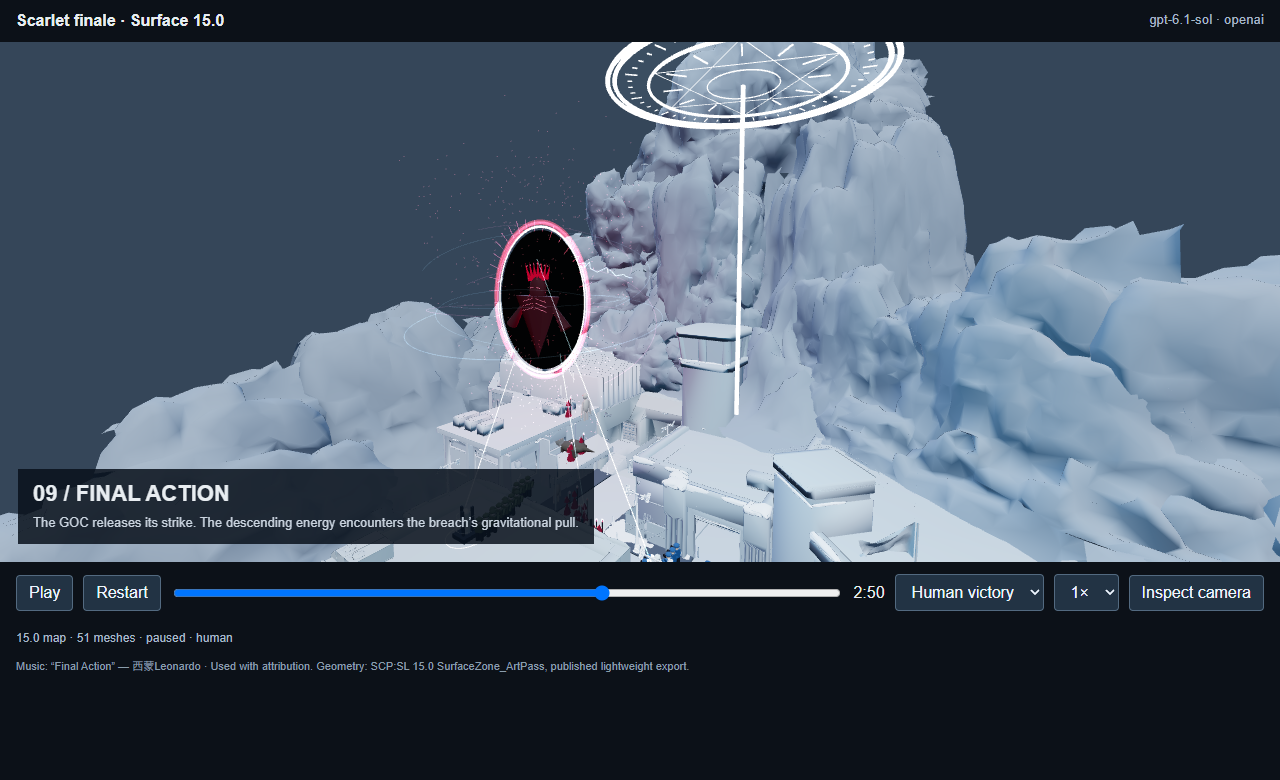 Scarlet finale · Surface 15.0
gpt-6.1-sol · openai
09 / FINAL ACTION
The GOC releases its strike. The descending energy encounters the breach's gravitational pull.
Play
Restart
2:50
Human victory
1×
Inspect camera
15.0 map · 51 meshes · paused · human
Music: “Final Action” — 西蒙Leonardo · Used with attribution. Geometry: SCP:SL 15.0 SurfaceZone_ArtPass, published lightweight export.